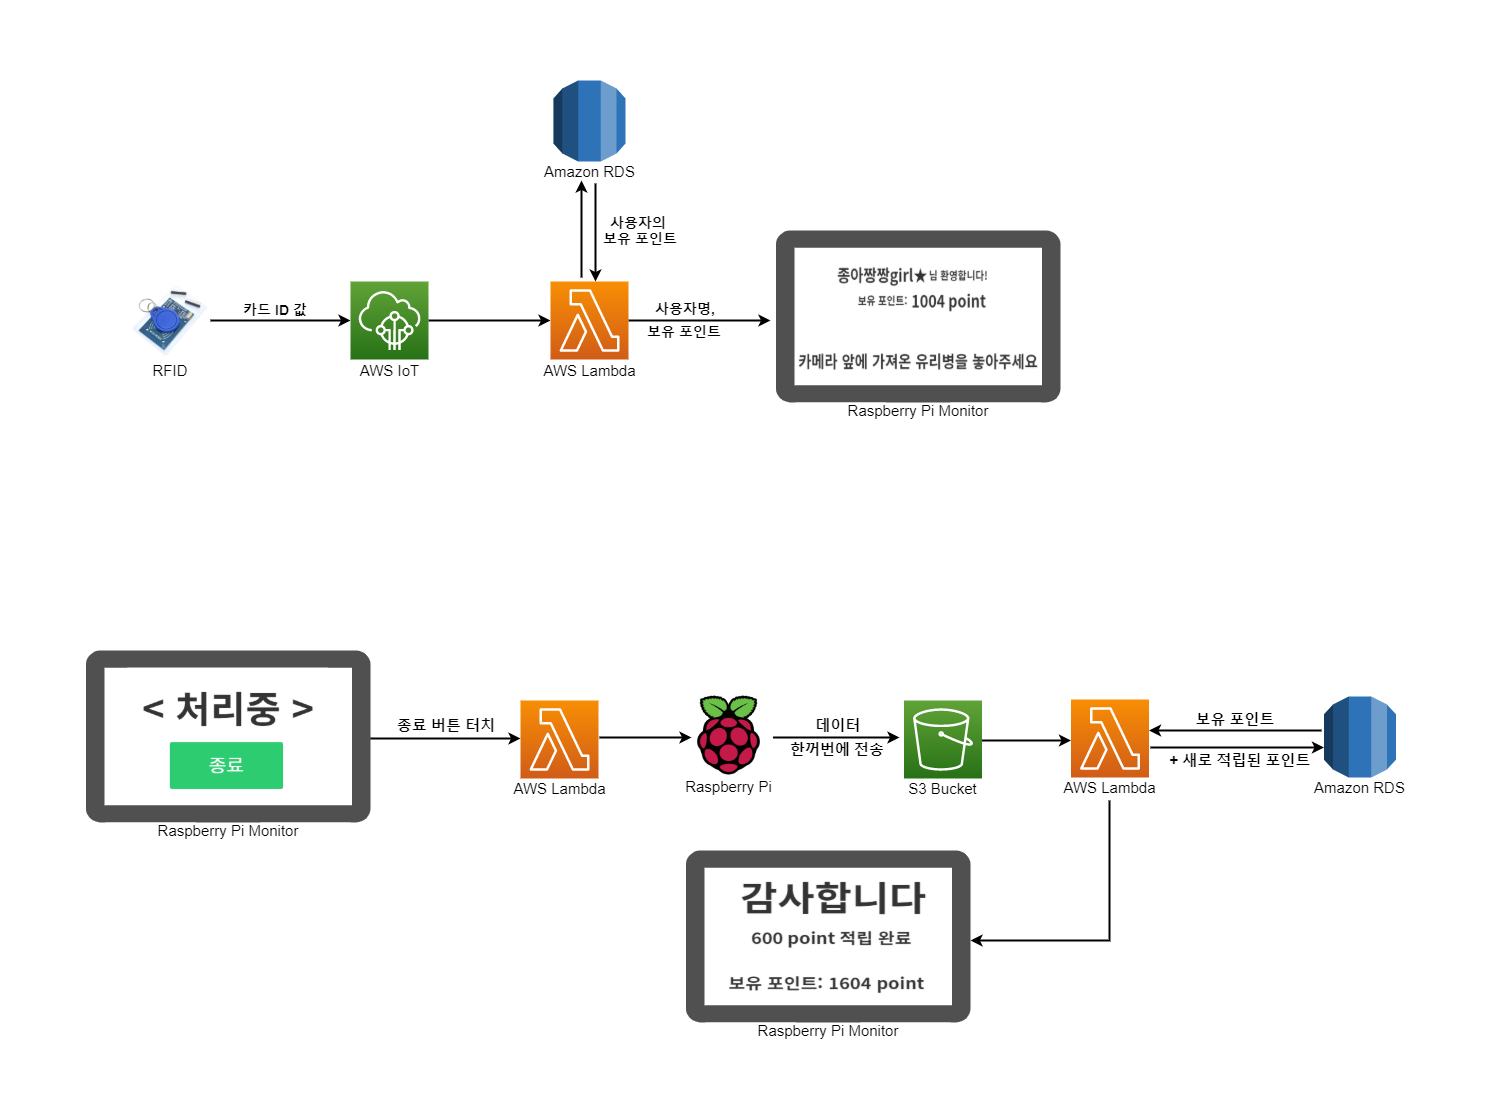 Amazon RDS
사용자의
보유 포인트
카드 ID 값
RFID
AWS IoT
AWS Lambda
사용자명,
보유 포인트
종아짱짱girl★님 환영합니다!
보유 포인트: 1004 point
카메라 앞에 가져온 유리병을 놓아주세요
Raspberry Pi Monitor
< 처리중 >
종료
Raspberry Pi Monitor
종료 버튼 터치
AWS Lambda
Raspberry Pi
데이터
한꺼번에 전송
S3 Bucket
AWS Lambda
보유 포인트
+ 새로 적립된 포인트
Amazon RDS
감사합니다
600 point 적립 완료
보유 포인트: 1604 point
Raspberry Pi Monitor